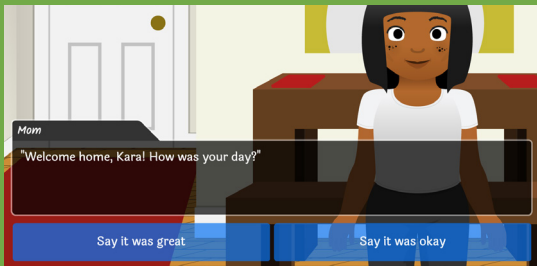 Mom
"Welcome home, Kara! How was your day?"
Say it was great
Say it was okay